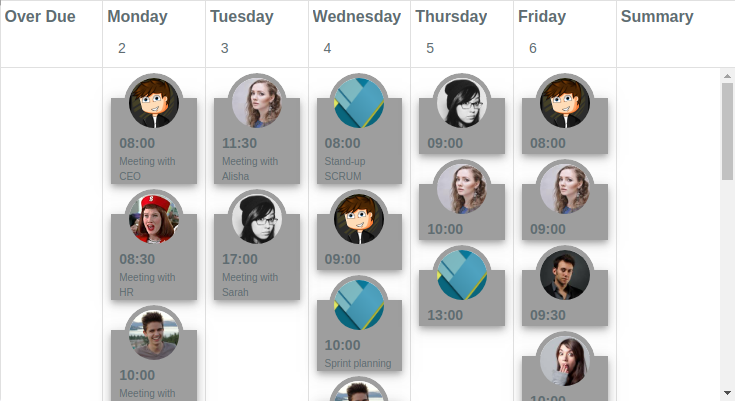 Over Due
Monday
Tuesday
Wednesday
Thursday
Friday
Summary
2
3
4
5
6
08:00
Meeting with
CEO
08:30
Meeting with
HR
10:00
Meeting with
11:30
Meeting with
Alisha
17:00
Meeting with
Sarah
08:00
Stand-up
SCRUM
09:00
10:00
Sprint planning
09:00
10:00
13:00
08:00
09:00
09:30
10:00